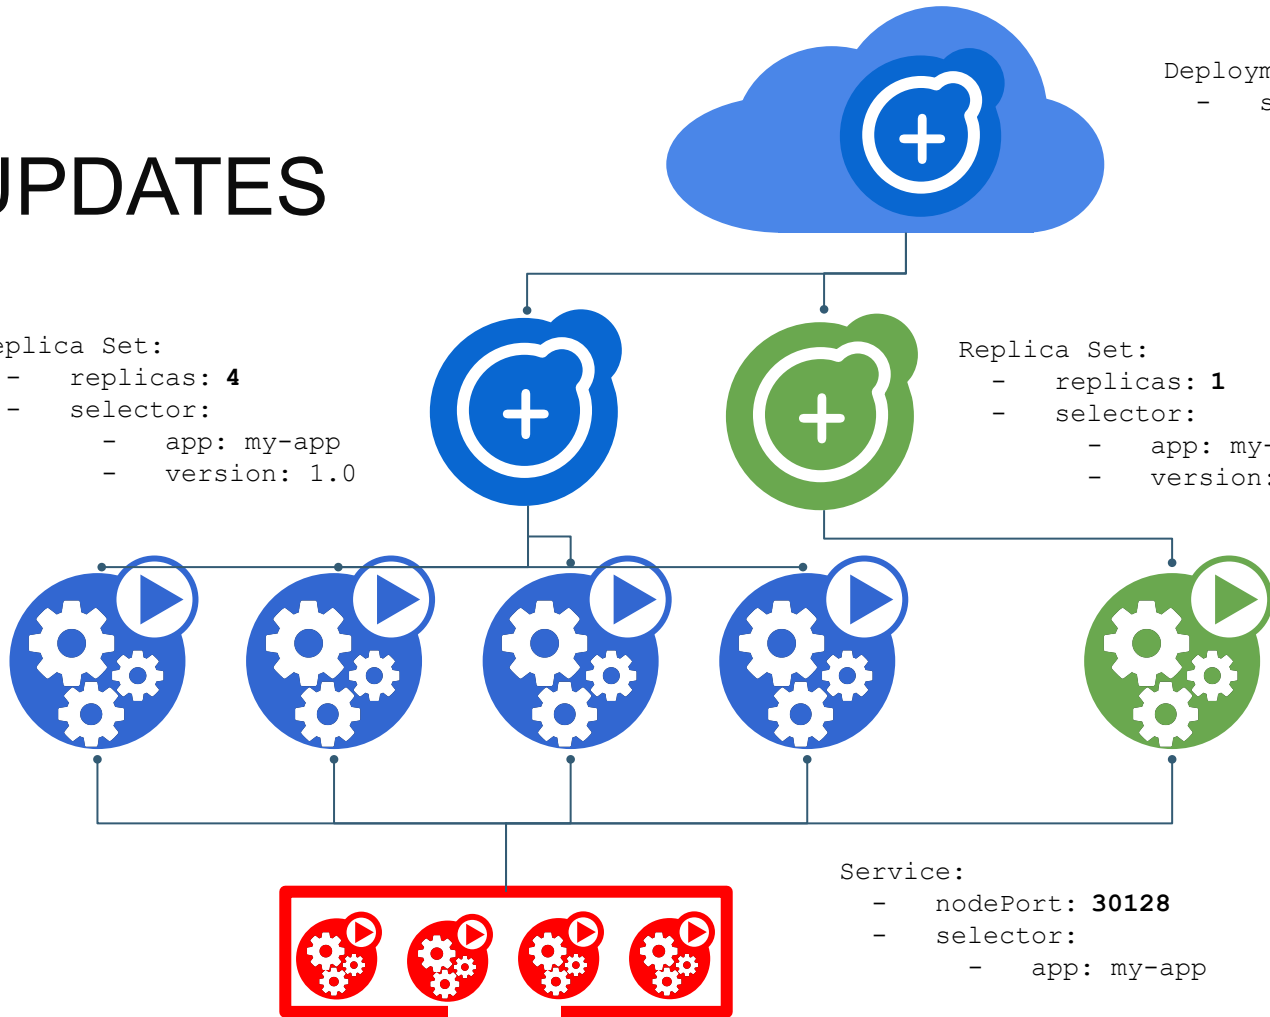 UPDATES
Deploym
- s
eplica Set:
- replicas: 4
- selector:
- app: my-app
- version: 1.0
Replica Set:
- replicas: 1
- selector:
- app: my-
- version:
Service:
- nodePort: 30128
- selector:
- app: my-app